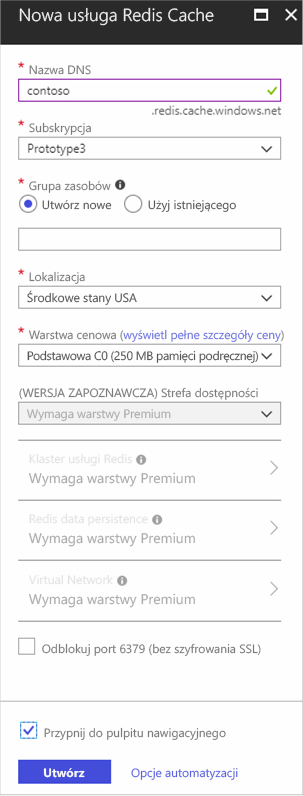 Nowa usługa Redis Cache
* Nazwa DNS
contoso
.redis.cache.windows.net
* Subskrypcja
Prototype3
* Grupa zasobów
Utwórz nowe Użyj istniejącego
* Lokalizacja
Środkowe stany USA
* Warstwa cenowa (wyświetl pełne szczegóły ceny)
Podstawowa C0 (250 MB pamięci podręcznej)
(WERSJA ZAPOZNAWCZA) Strefa dostępności
Wymaga warstwy Premium
Klaster usługi Redis
Wymaga warstwy Premium
Redis data persistence
Wymaga warstwy Premium
Virtual Network
Wymaga warstwy Premium
Odblokuj port 6379 (bez szyfrowania SSL)
Przypnij do pulpitu nawigacyjnego
Utwórz Opcje automatyzacji